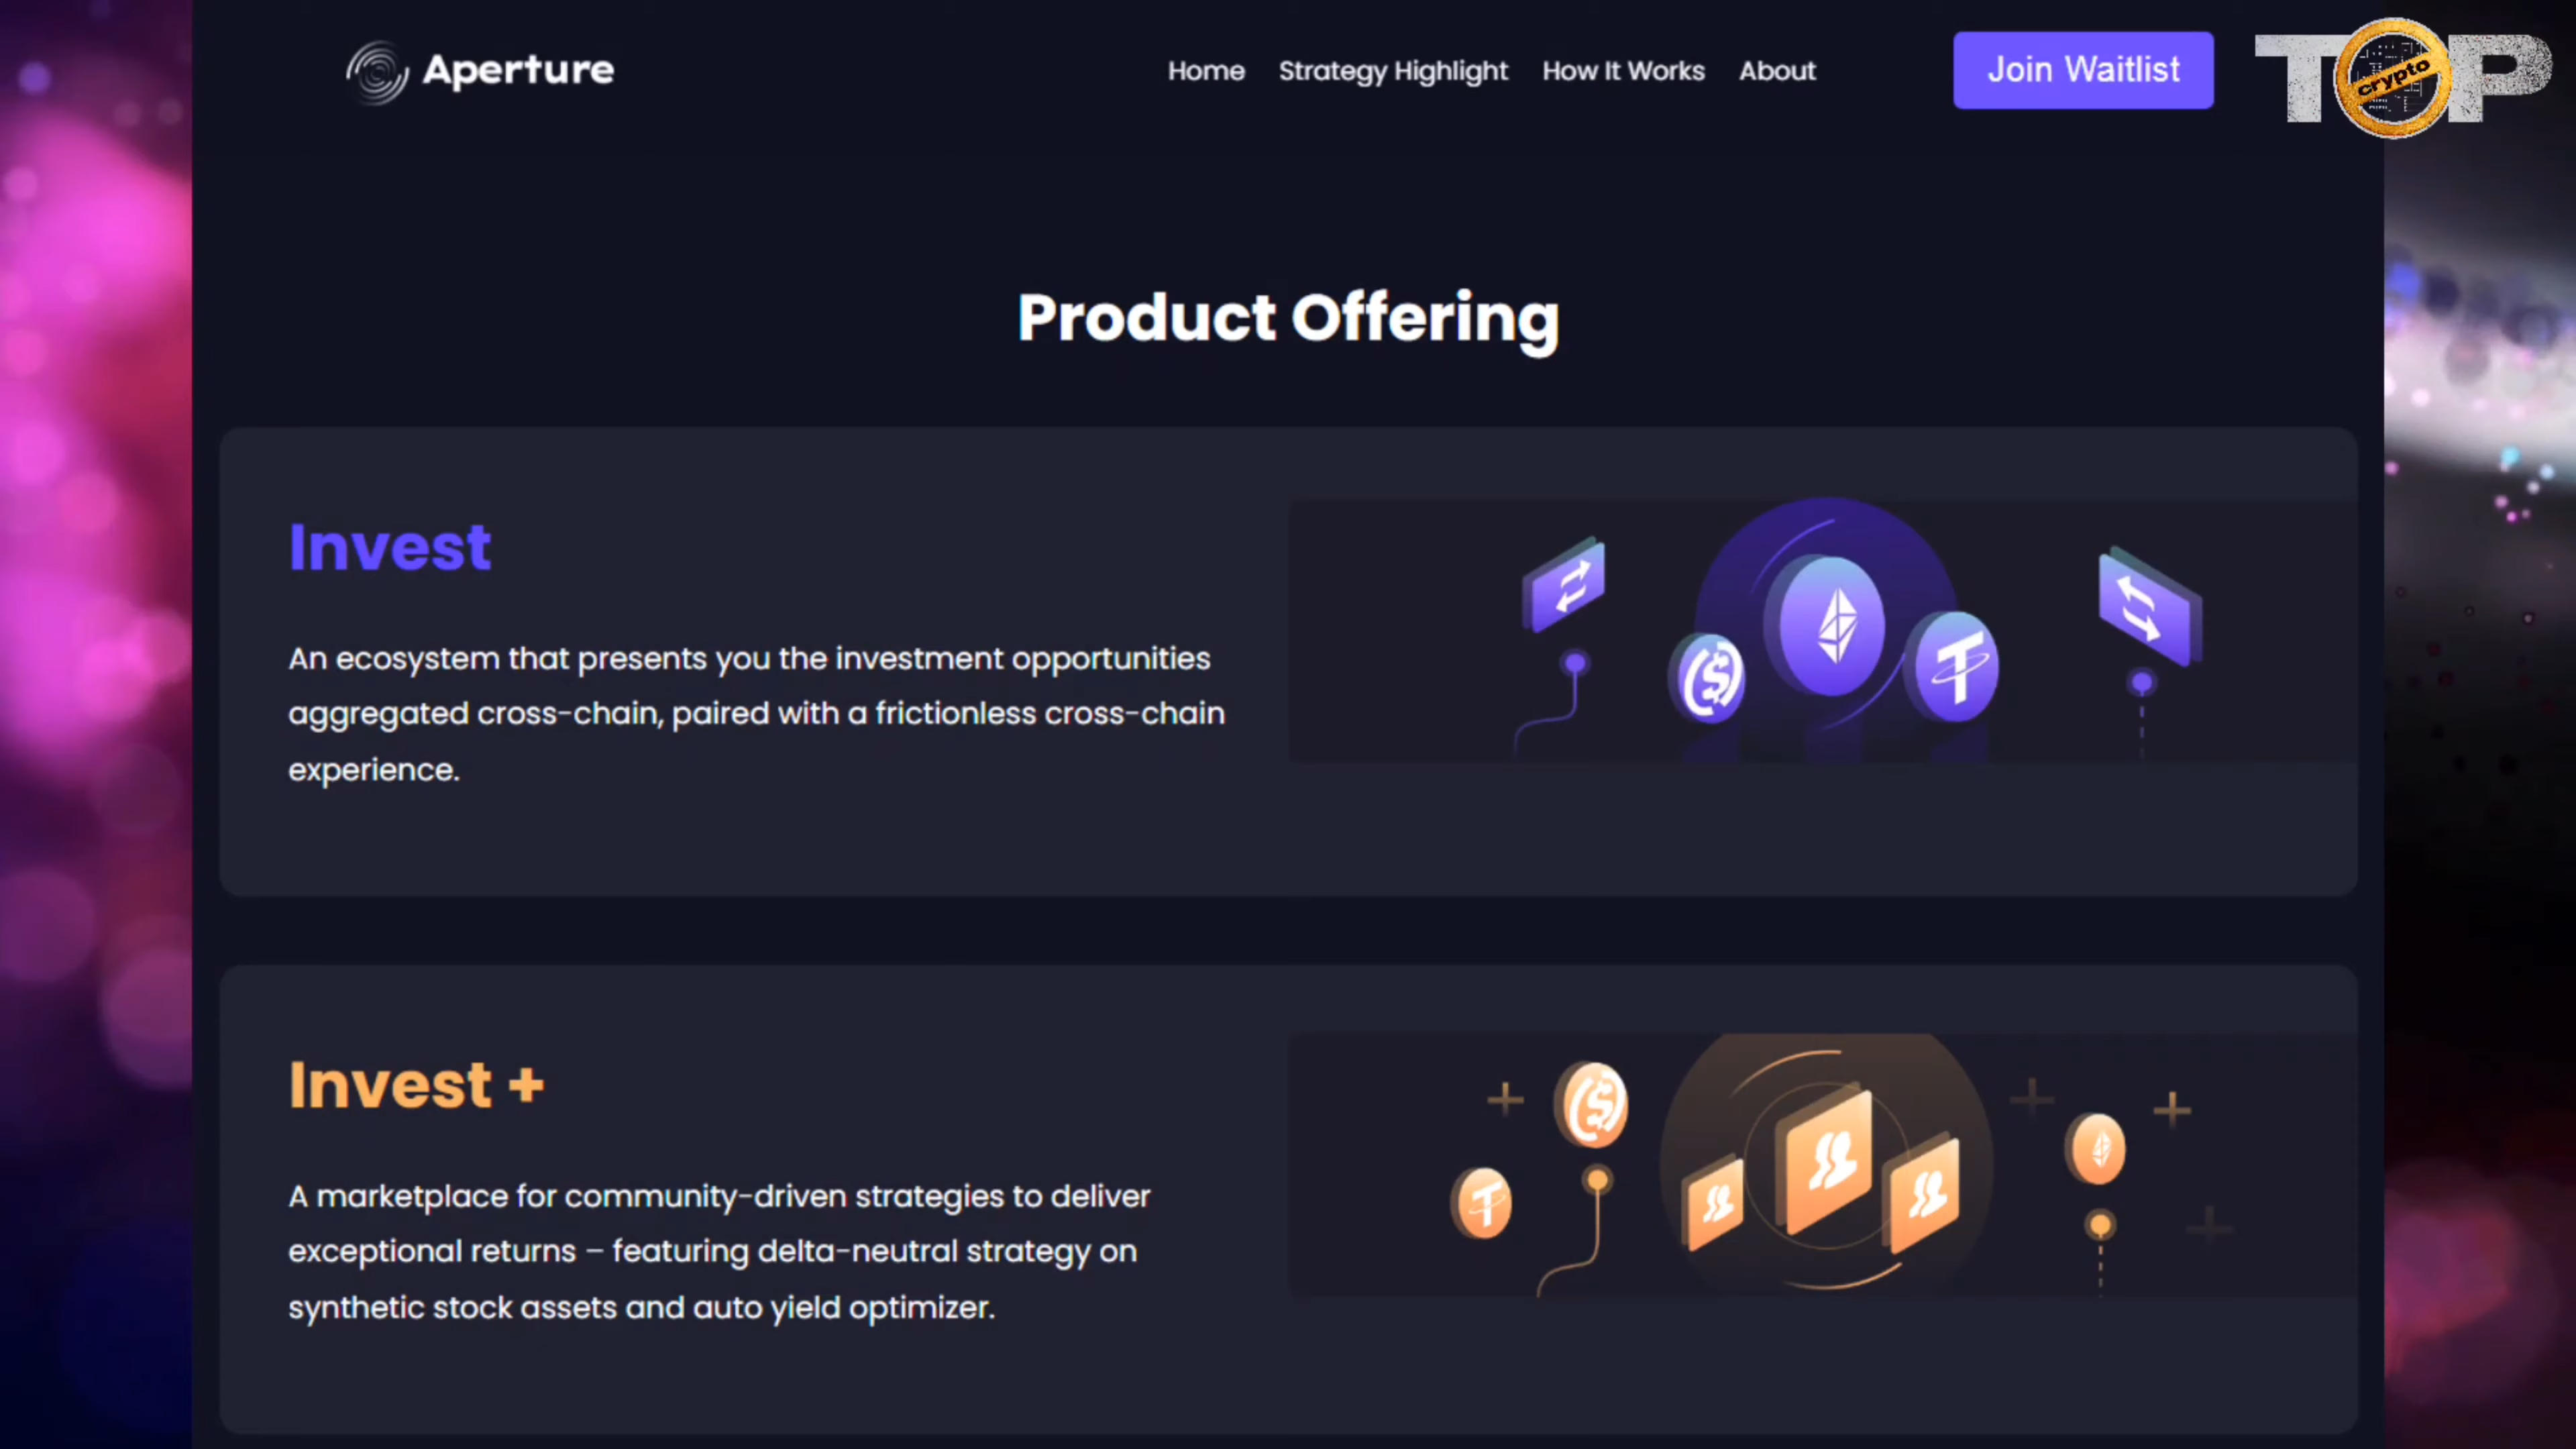 Aperture
Home
Strategy Highlight
How It Works
About
Join Waitlist
TOP
crypto
Product Offering
Invest
An ecosystem that presents you the investment opportunities
aggregated cross-chain, paired with a frictionless cross-chain
experience.
Invest +
A marketplace for community-driven strategies to deliver
exceptional returns – featuring delta-neutral strategy on
synthetic stock assets and auto yield optimizer.